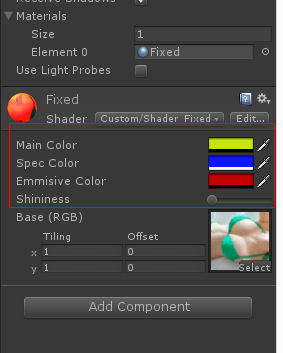 Receive Shadows
Materials
Size 1
Element 0 Fixed
Use Light Probes
Fixed
Shader Custom/Shader Fixed Edit...
Main Color
Spec Color
Emmisive Color
Shininess
Base (RGB)
Tiling Offset
x 1 0
y 1 0
Select
Add Component